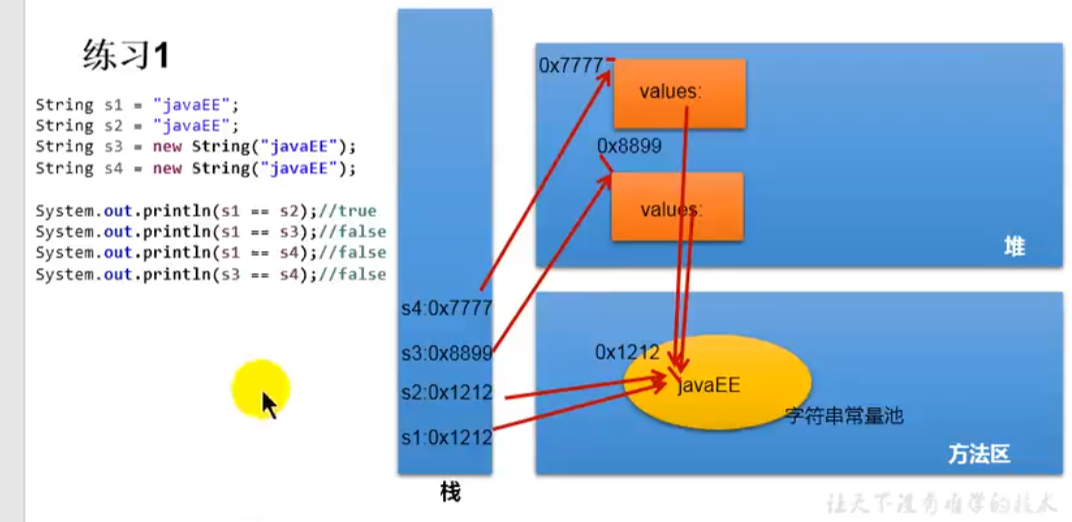 练习1
String s1 = "javaEE";
String s2 = "javaEE";
String s3 = new String("javaEE");
String s4 = new String("javaEE");
System.out.println(s1 == s2);//true
System.out.println(s1 == s3);//false
System.out.println(s1 == s4);//false
System.out.println(s3 == s4);//false
s4:0x7777
s3:0x8899
s2:0x1212
s1:0x1212
栈
0x7777
values:
0x8899
values:
堆
0x1212
javaEE
字符串常量池
方法区
让天下没有难学的技术